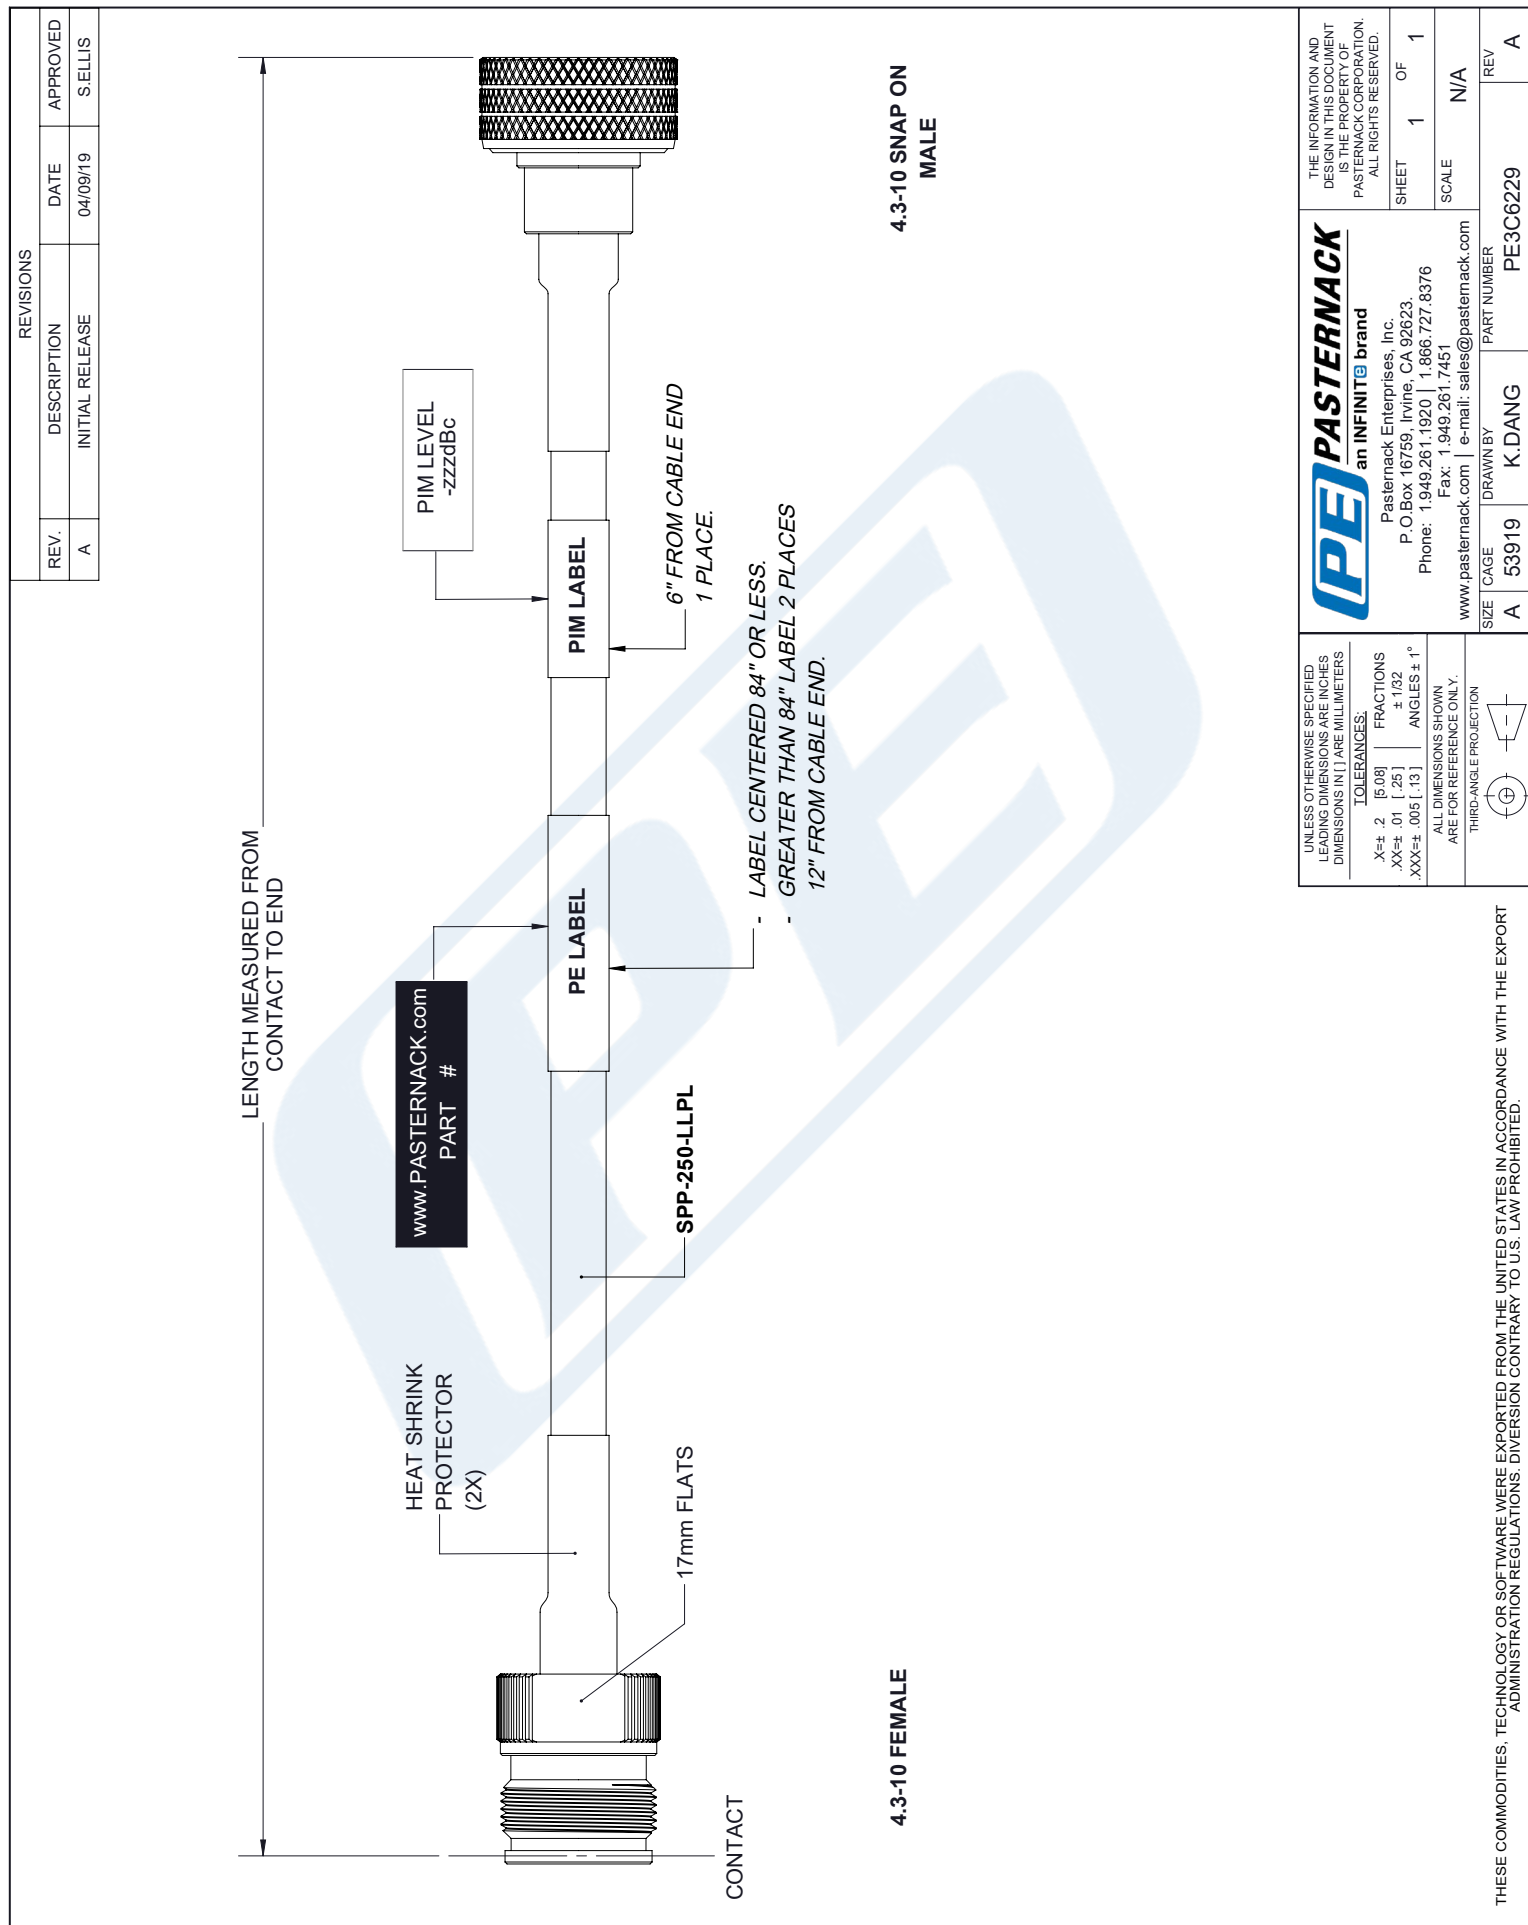 REVISIONS
REV. DESCRIPTION DATE APPROVED
A INITIAL RELEASE 04/09/19 S.ELLIS
LENGTH MEASURED FROM
CONTACT TO END
HEAT SHRINK
PROTECTOR
(2X)
www.PASTERNACK.com
PART #
PIM LEVEL
-zzzdBc
PE LABEL
PIM LABEL
17mm FLATS
SPP-250-LLPL
6" FROM CABLE END
1 PLACE.
- LABEL CENTERED 84" OR LESS.
- GREATER THAN 84" LABEL 2 PLACES
12" FROM CABLE END.
CONTACT
4.3-10 FEMALE
4.3-10 SNAP ON
MALE
UNLESS OTHERWISE SPECIFIED
LEADING DIMENSIONS ARE INCHES
DIMENSIONS IN [ ] ARE MILLIMETERS
TOLERANCES:
.X=± .2 [5.08] FRACTIONS
.XX=± .01 [.25] ± 1/32
.XXX=± .005 [.13] ANGLES ± 1°
ALL DIMENSIONS SHOWN
ARE FOR REFERENCE ONLY.
THIRD-ANGLE PROJECTION
PE PASTERNACK
an INFINITe brand
Pasternack Enterprises, Inc.
P.O.Box 16759, Irvine, CA 92623.
Phone: 1.949.261.1920 | 1.866.727.8376
Fax: 1.949.261.7451
www.pasternack.com | e-mail: sales@pasternack.com
THE INFORMATION AND
DESIGN IN THIS DOCUMENT
IS THE PROPERTY OF
PASTERNACK CORPORATION.
ALL RIGHTS RESERVED.
SHEET 1 OF 1
SCALE N/A
SIZE A
CAGE 53919
DRAWN BY K.DANG
PART NUMBER PE3C6229
REV A
THESE COMMODITIES, TECHNOLOGY OR SOFTWARE WERE EXPORTED FROM THE UNITED STATES IN ACCORDANCE WITH THE EXPORT
ADMINISTRATION REGULATIONS. DIVERSION CONTRARY TO U.S. LAW PROHIBITED.
PE